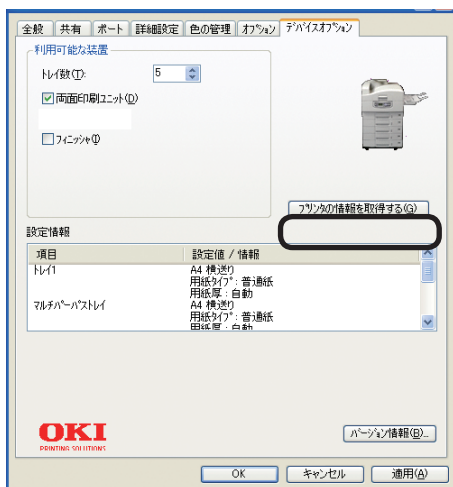 全般 共有 ポート 詳細設定 色の管理 ｵﾌﾟｼｮﾝ ﾃﾞﾊﾞｲｽｵﾌﾟｼｮﾝ
利用可能な装置
ﾄﾚｲ数(T): 5
両面印刷ﾕﾆｯﾄ(D)
ﾌｨﾆｯｼｬ(I)
ﾌﾟﾘﾝﾀの情報を取得する(G)
設定情報
項目 設定値 / 情報
ﾄﾚｲ1 A4 横送り
用紙ﾀｲﾌﾟ: 普通紙
用紙厚: 自動
ﾏﾙﾁﾊﾟｰﾊﾟｽﾄﾚｲ A4 横送り
用紙ﾀｲﾌﾟ: 普通紙
用紙厚: 自動
OKI
PRINTING SOLUTIONS
ﾊﾞｰｼﾞｮﾝ情報(B)...
OK キャンセル 適用(A)